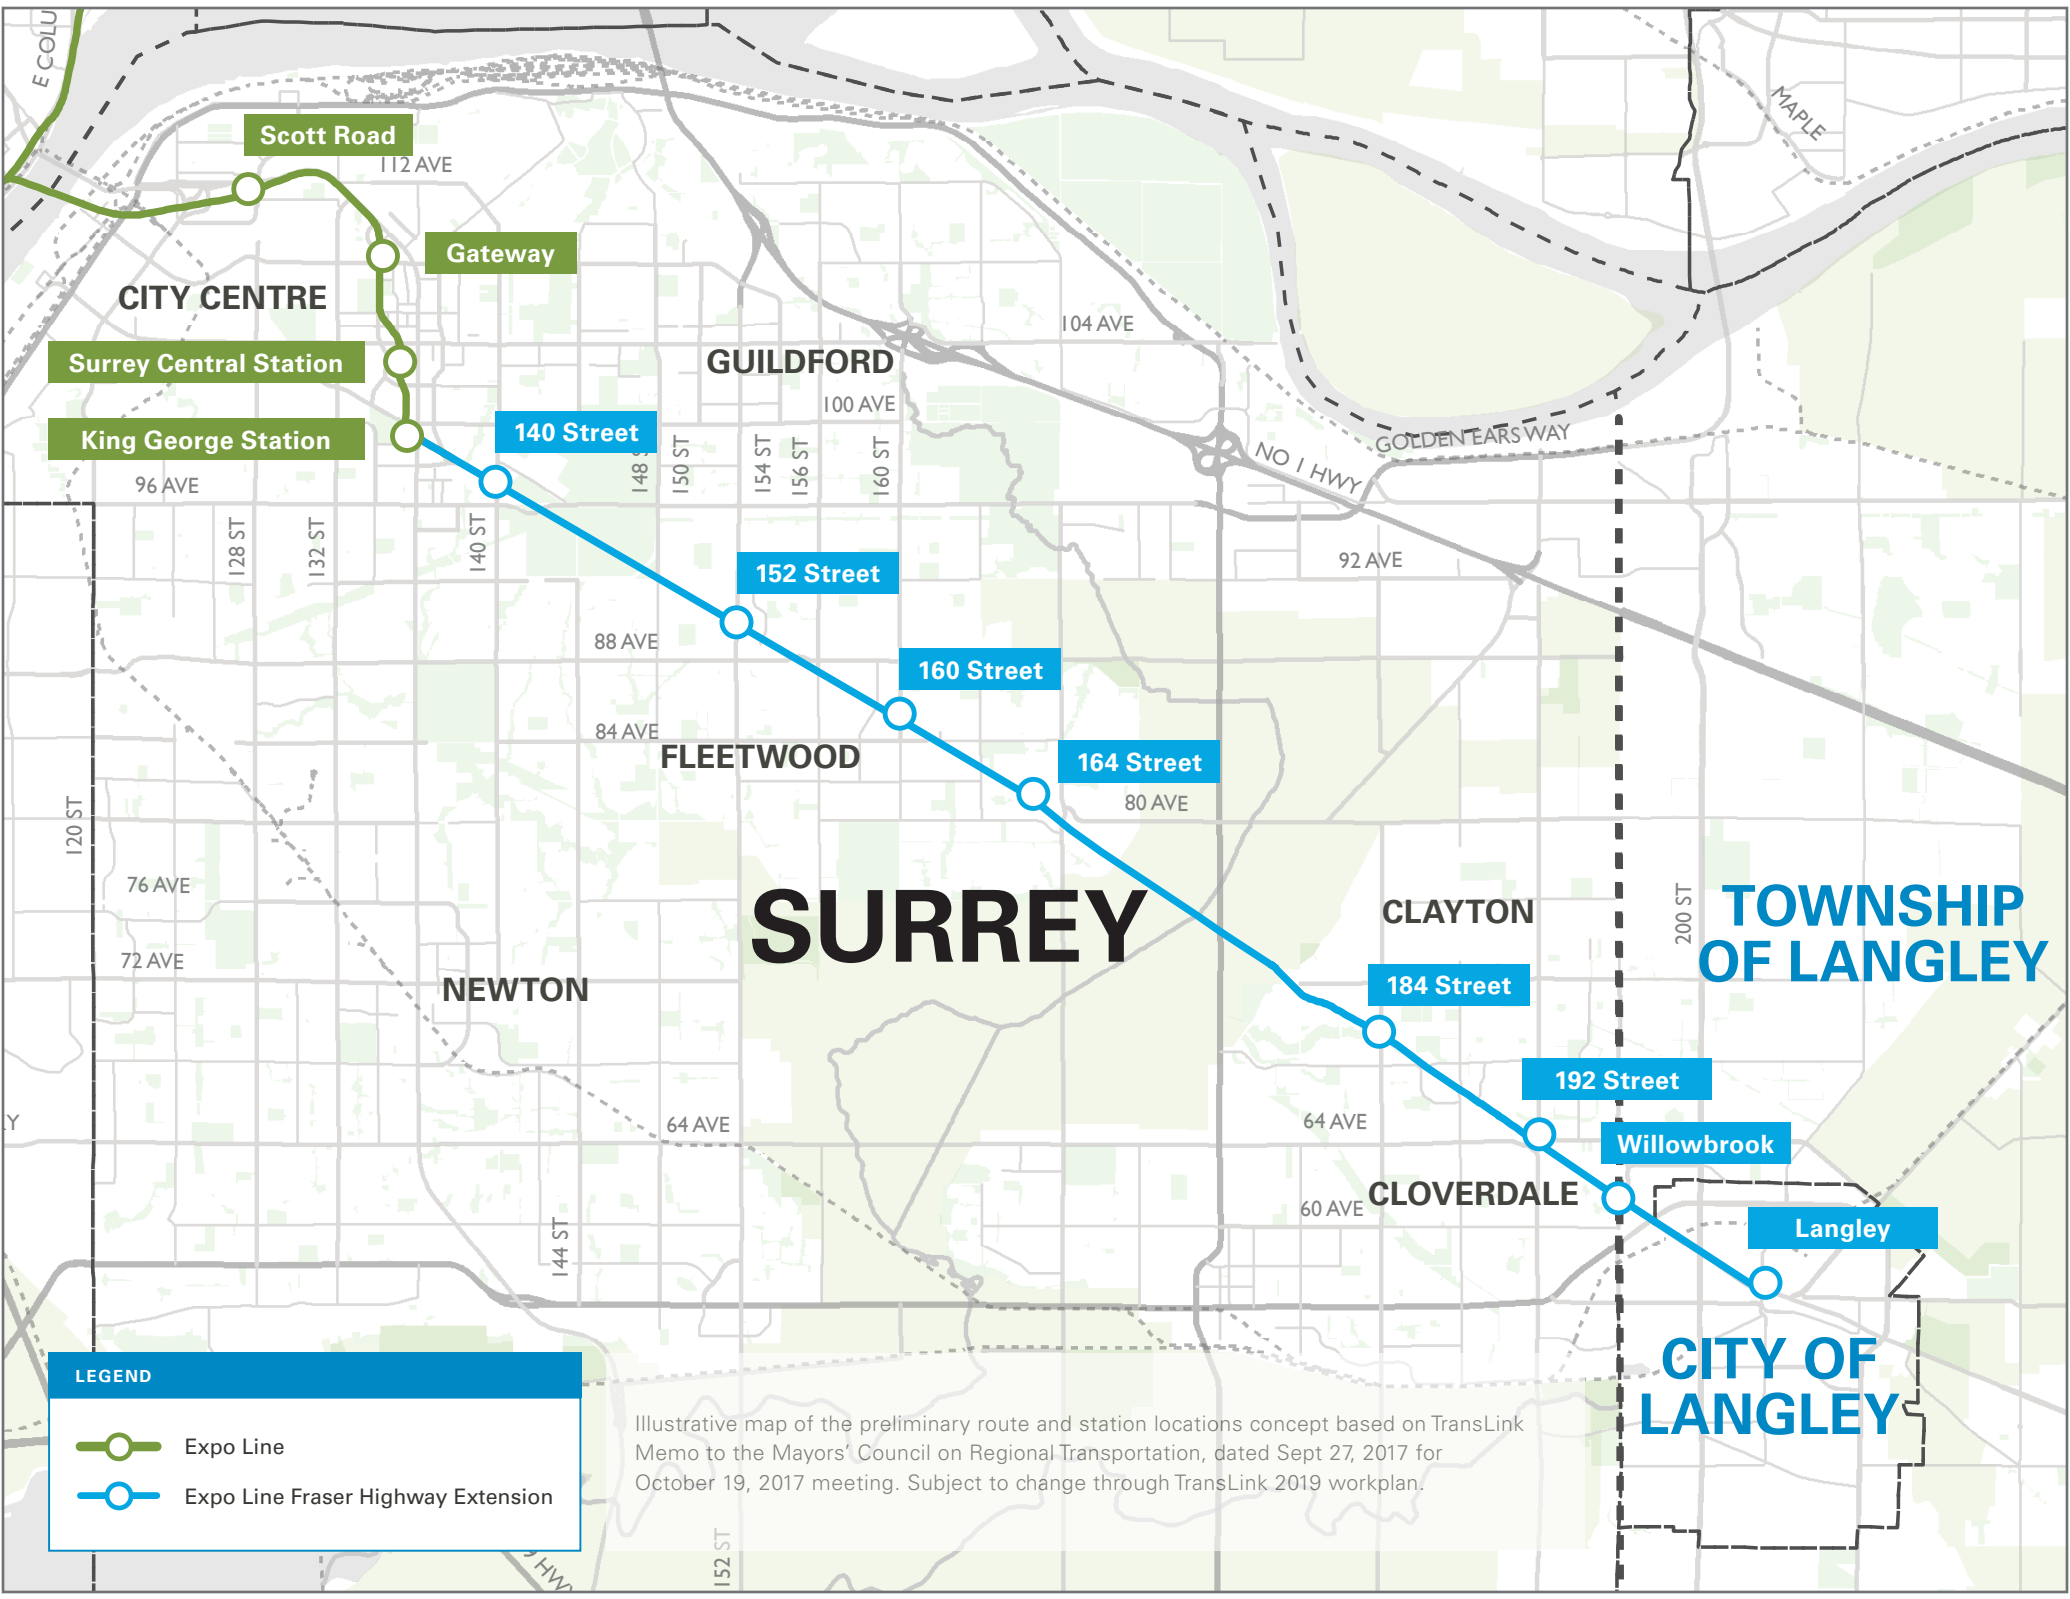 E COLU
MAPLE
Scott Road
112 AVE
Gateway
CITY CENTRE
104 AVE
Surrey Central Station
GUILDFORD
100 AVE
King George Station
140 Street
GOLDEN EARS WAY
NO 1 HWY
148 S
150 ST
154 ST
156 ST
160 ST
96 AVE
128 ST
132 ST
140 ST
92 AVE
152 Street
88 AVE
160 Street
84 AVE
FLEETWOOD
164 Street
80 AVE
120 ST
76 AVE
SURREY
CLAYTON
200 ST
TOWNSHIP
OF LANGLEY
72 AVE
NEWTON
184 Street
192 Street
LY
64 AVE
64 AVE
Willowbrook
60 AVE
CLOVERDALE
144 ST
Langley
CITY OF
LANGLEY
LEGEND
Expo Line
Expo Line Fraser Highway Extension
Illustrative map of the preliminary route and station locations concept based on TransLink
Memo to the Mayors' Council on Regional Transportation, dated Sept 27, 2017 for
October 19, 2017 meeting. Subject to change through TransLink 2019 workplan.
152 ST
9 HWY